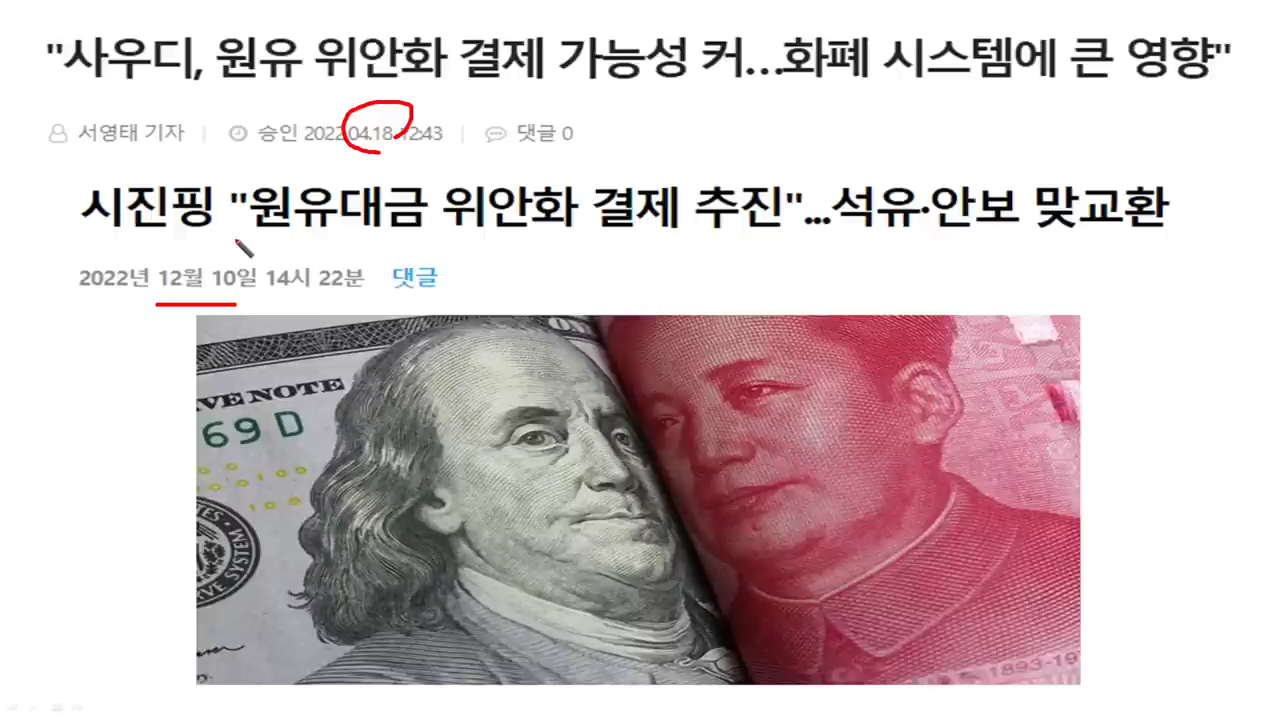 "사우디, 원유 위안화 결제 가능성 커...화폐 시스템에 큰 영향"
서영태 기자 승인 2022.04.18 12:43 댓글 0
시진핑 "원유대금 위안화 결제 추진"...석유·안보 맞교환
2022년 12월 10일 14시 22분 댓글
VE NOTE
69 D
1893-19